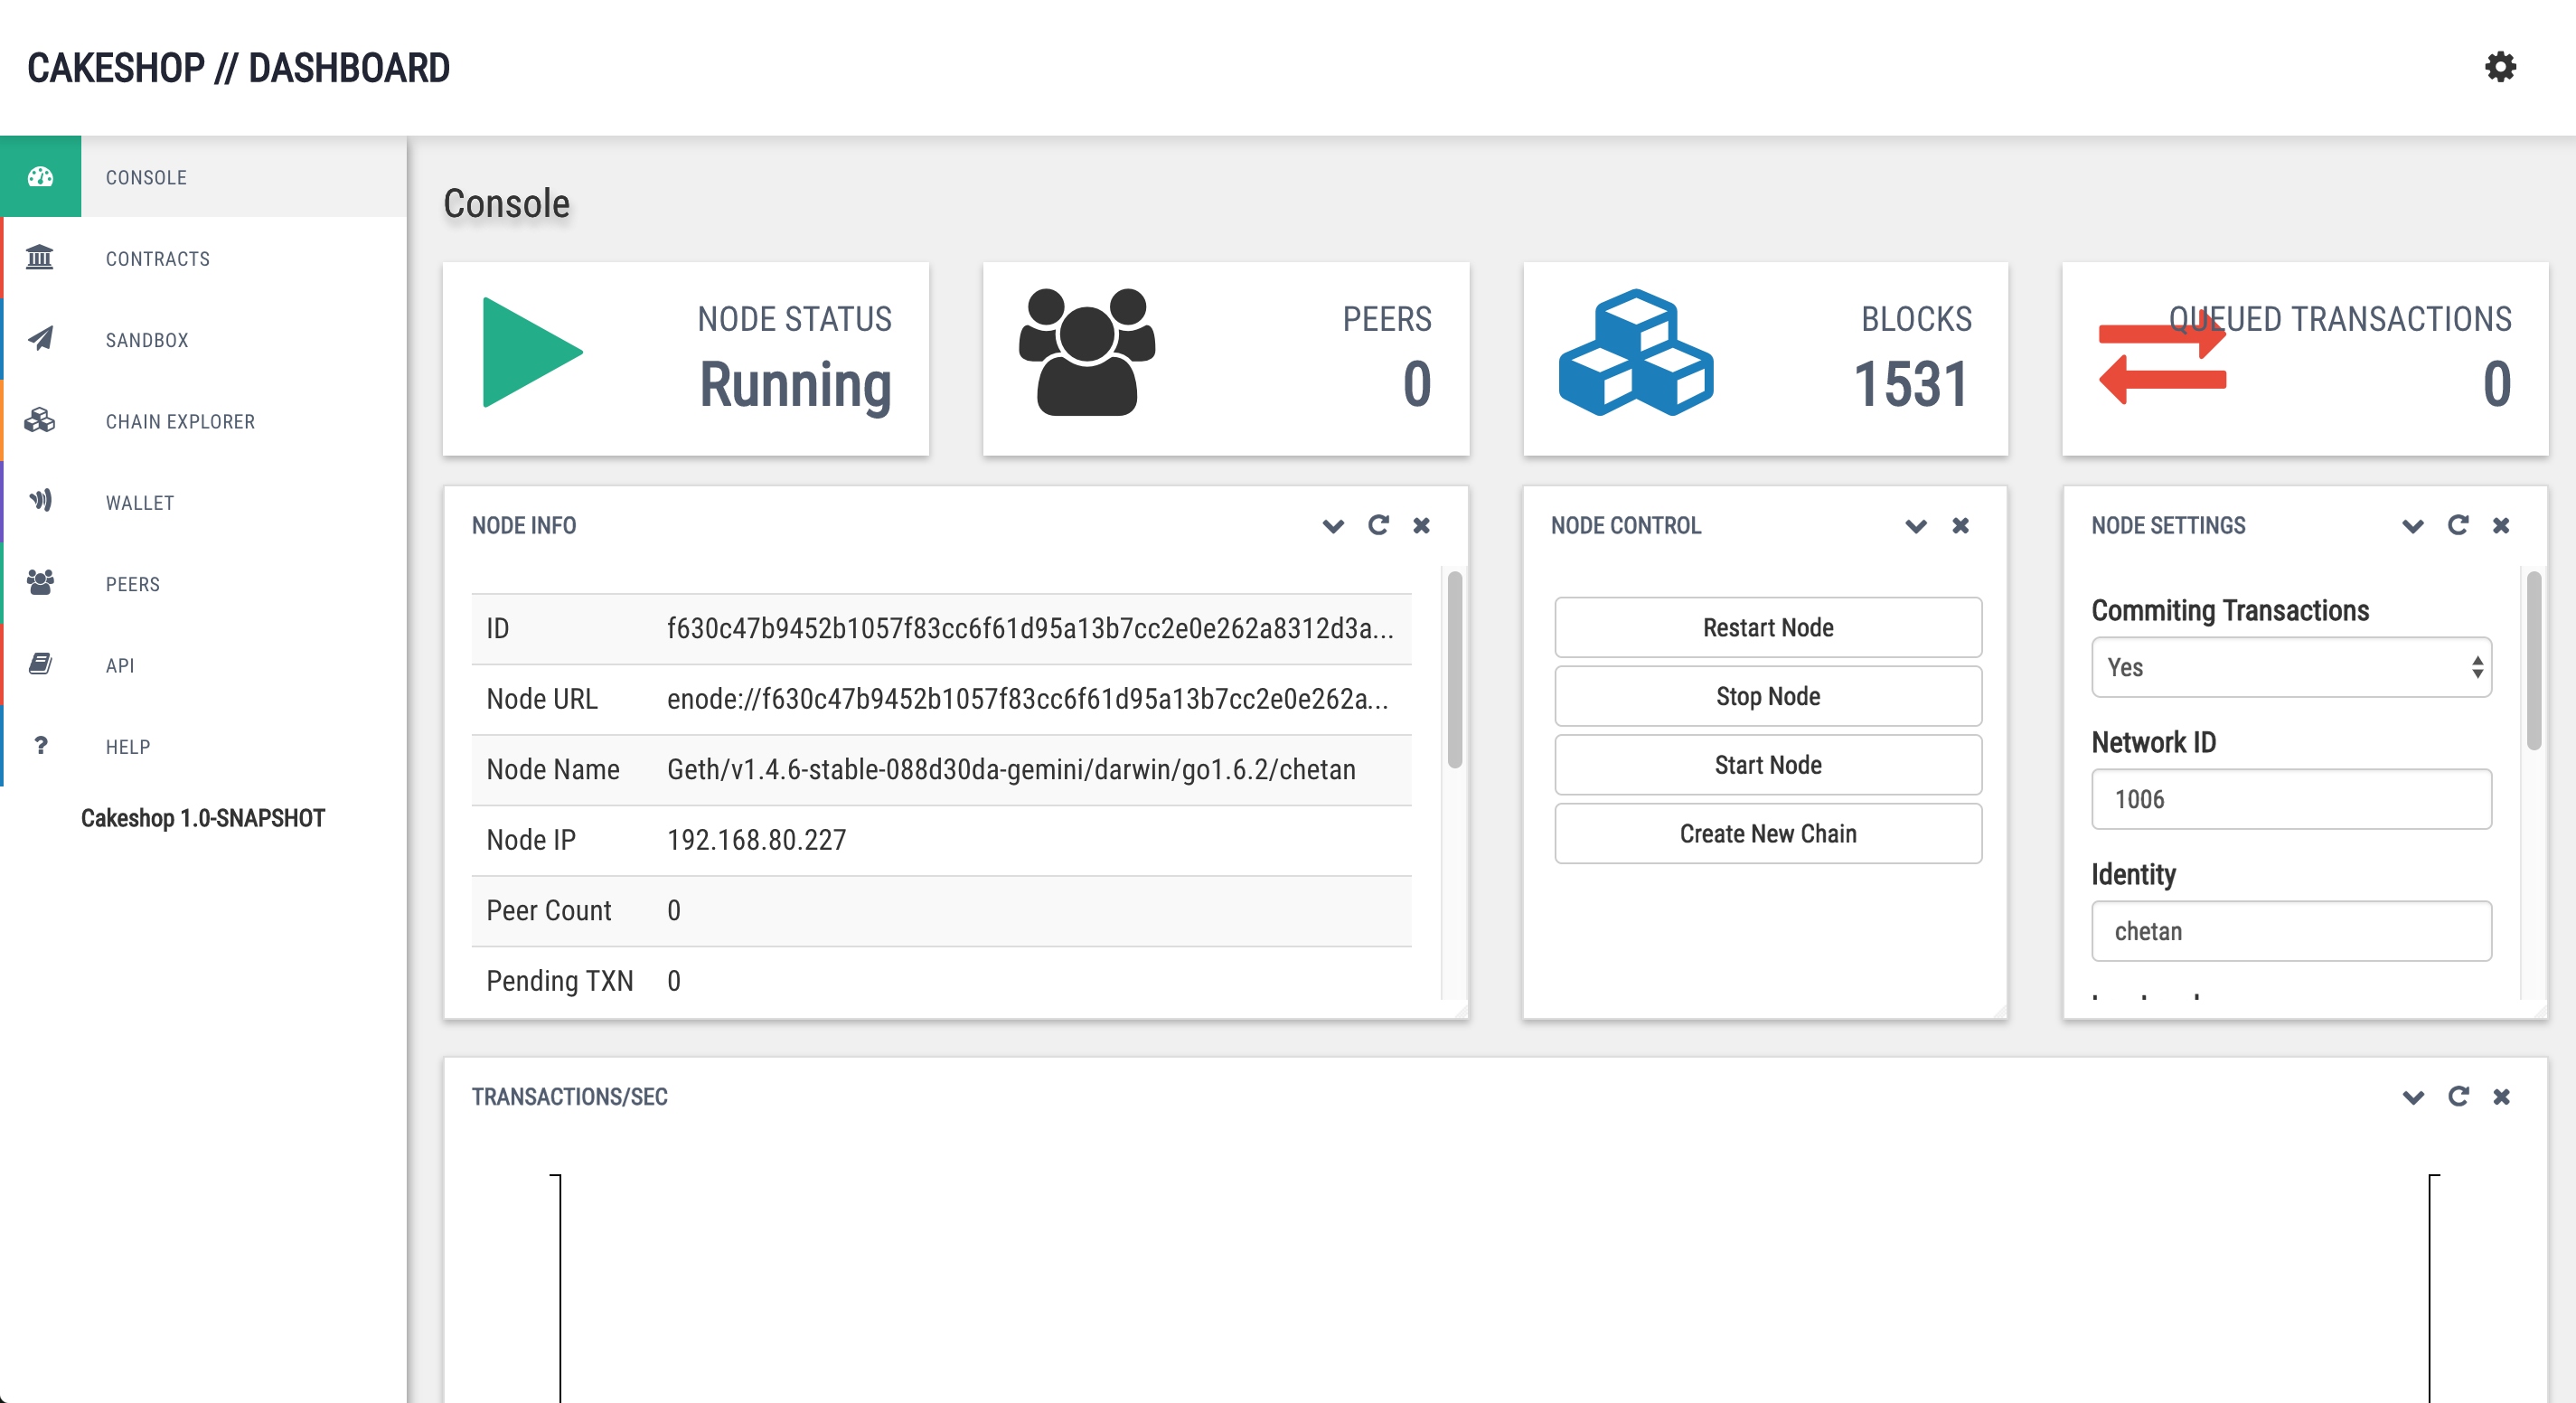 CAKESHOP // DASHBOARD
CONSOLE
CONTRACTS
SANDBOX
CHAIN EXPLORER
WALLET
PEERS
API
? HELP
Cakeshop 1.0-SNAPSHOT
Console
NODE STATUS
Running
PEERS
0
BLOCKS
1531
QUEUED TRANSACTIONS
0
NODE INFO
ID f630c47b9452b1057f83cc6f61d95a13b7cc2e0e262a8312d3a...
Node URL enode://f630c47b9452b1057f83cc6f61d95a13b7cc2e0e262a...
Node Name Geth/v1.4.6-stable-088d30da-gemini/darwin/go1.6.2/chetan
Node IP 192.168.80.227
Peer Count 0
Pending TXN 0
NODE CONTROL
Restart Node
Stop Node
Start Node
Create New Chain
NODE SETTINGS
Commiting Transactions
Yes
Network ID
1006
Identity
chetan
TRANSACTIONS/SEC